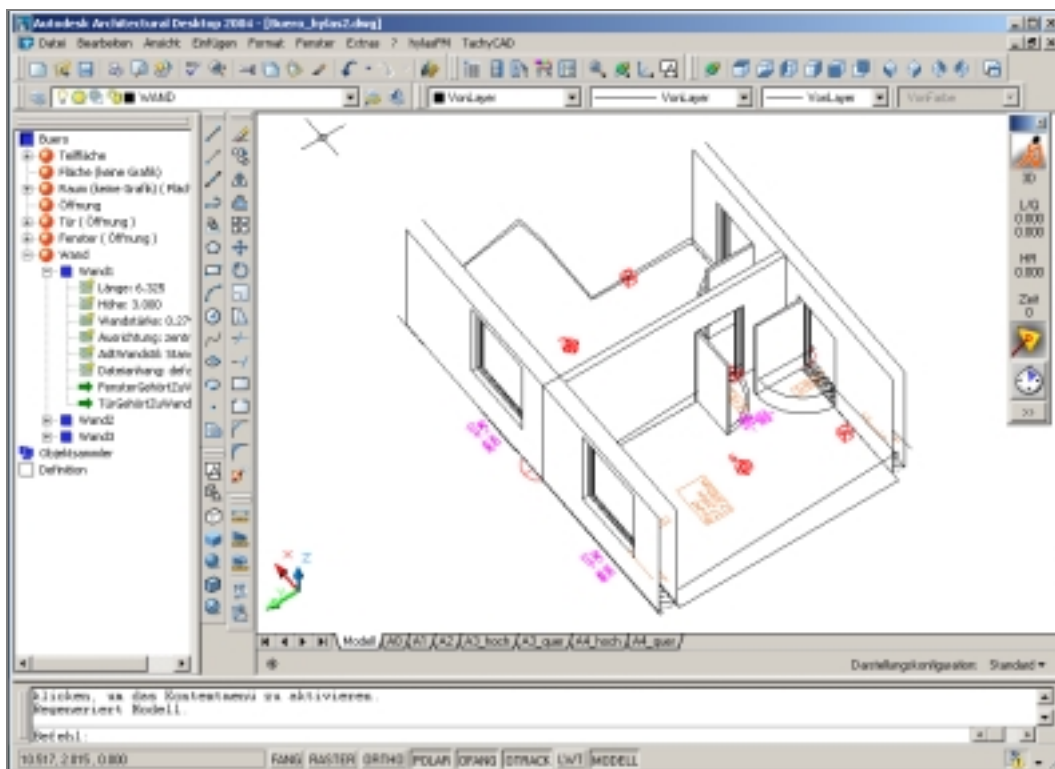 Autodesk Architectural Desktop 2004 - [Buero_hylas2.dwg]
Datei Bearbeiten Ansicht Einfügen Format Fenster Extras ? hylasFM TachyCAD
WAND VonLayer VonLayer VonLayer VonFarbe
Buero
Teilfläche
Fläche (keine Grafik)
Raum (keine Grafik) ( Fläch
Öffnung
Tür ( Öffnung )
Fenster ( Öffnung )
Wand
Wand1
Länge: 6.325
Höhe: 3.000
Wandstärke: 0.27
Ausrichtung: zentr
AdtWandstil: Stan
Dateianhang: defa
FensterGehörtZuW
TürGehörtZuWand
Wand2
Wand3
Objektsammler
Definition
3D
L/Q
0.000
0.000
HR
0.000
Zeit
0
>>
Modell A0 A1 A2 A3_hoch A3_quer A4_hoch A4_quer
Darstellungskonfiguration: Standard
klicken, um das Kontextmenü zu aktivieren.
Regeneriert Modell.
Befehl:
10.517, 2.815, 0.000 FANG RASTER ORTHO POLAR OFANG OTRACK LWT MODELL